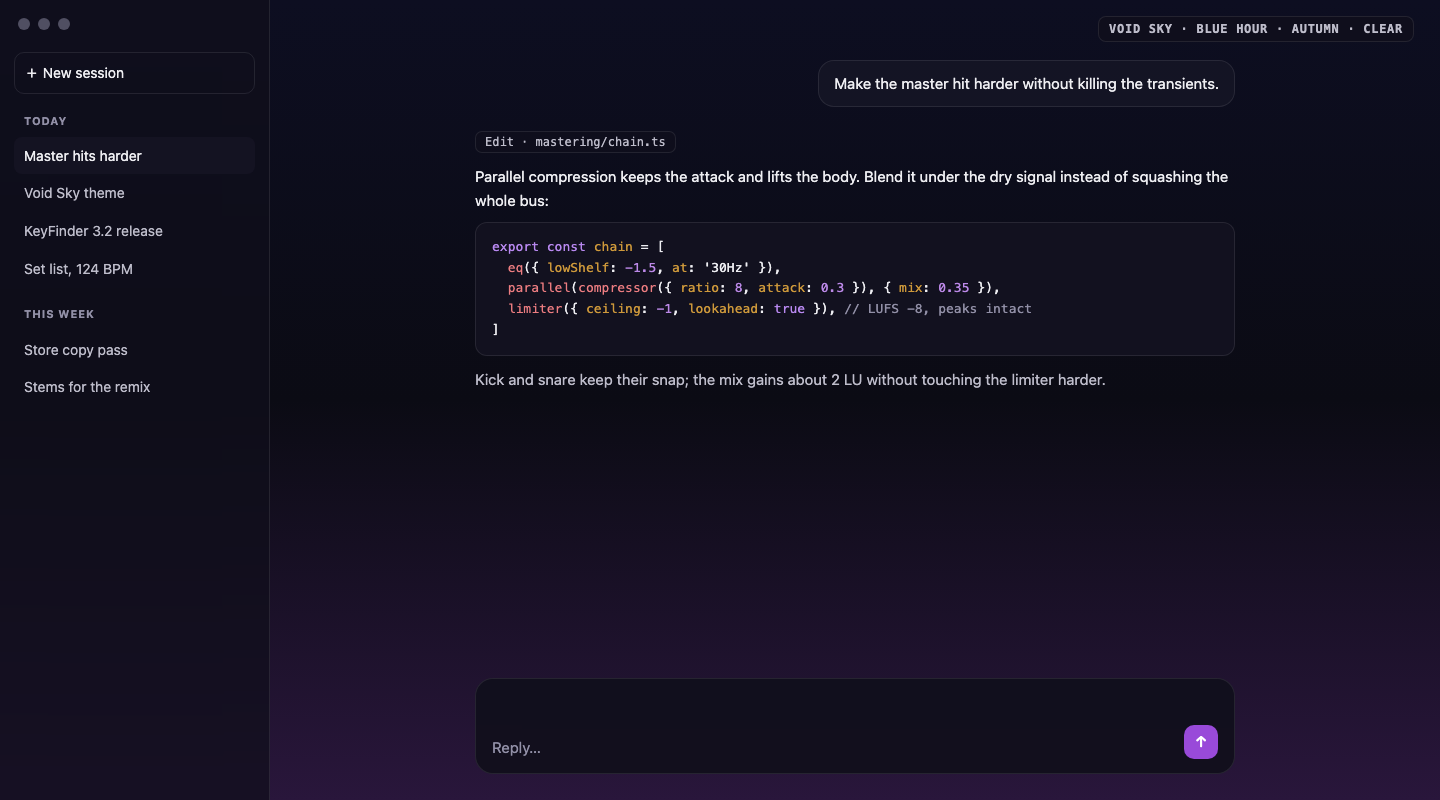 + New session
TODAY
Master hits harder
Void Sky theme
KeyFinder 3.2 release
Set list, 124 BPM
THIS WEEK
Store copy pass
Stems for the remix
VOID SKY · BLUE HOUR · AUTUMN · CLEAR
Make the master hit harder without killing the transients.
Edit · mastering/chain.ts
Parallel compression keeps the attack and lifts the body. Blend it under the dry signal instead of squashing the
whole bus:
export const chain = [
  eq({ lowShelf: -1.5, at: '30Hz' }),
  parallel(compressor({ ratio: 8, attack: 0.3 }), { mix: 0.35 }),
  limiter({ ceiling: -1, lookahead: true }), // LUFS -8, peaks intact
]
Kick and snare keep their snap; the mix gains about 2 LU without touching the limiter harder.
Reply...